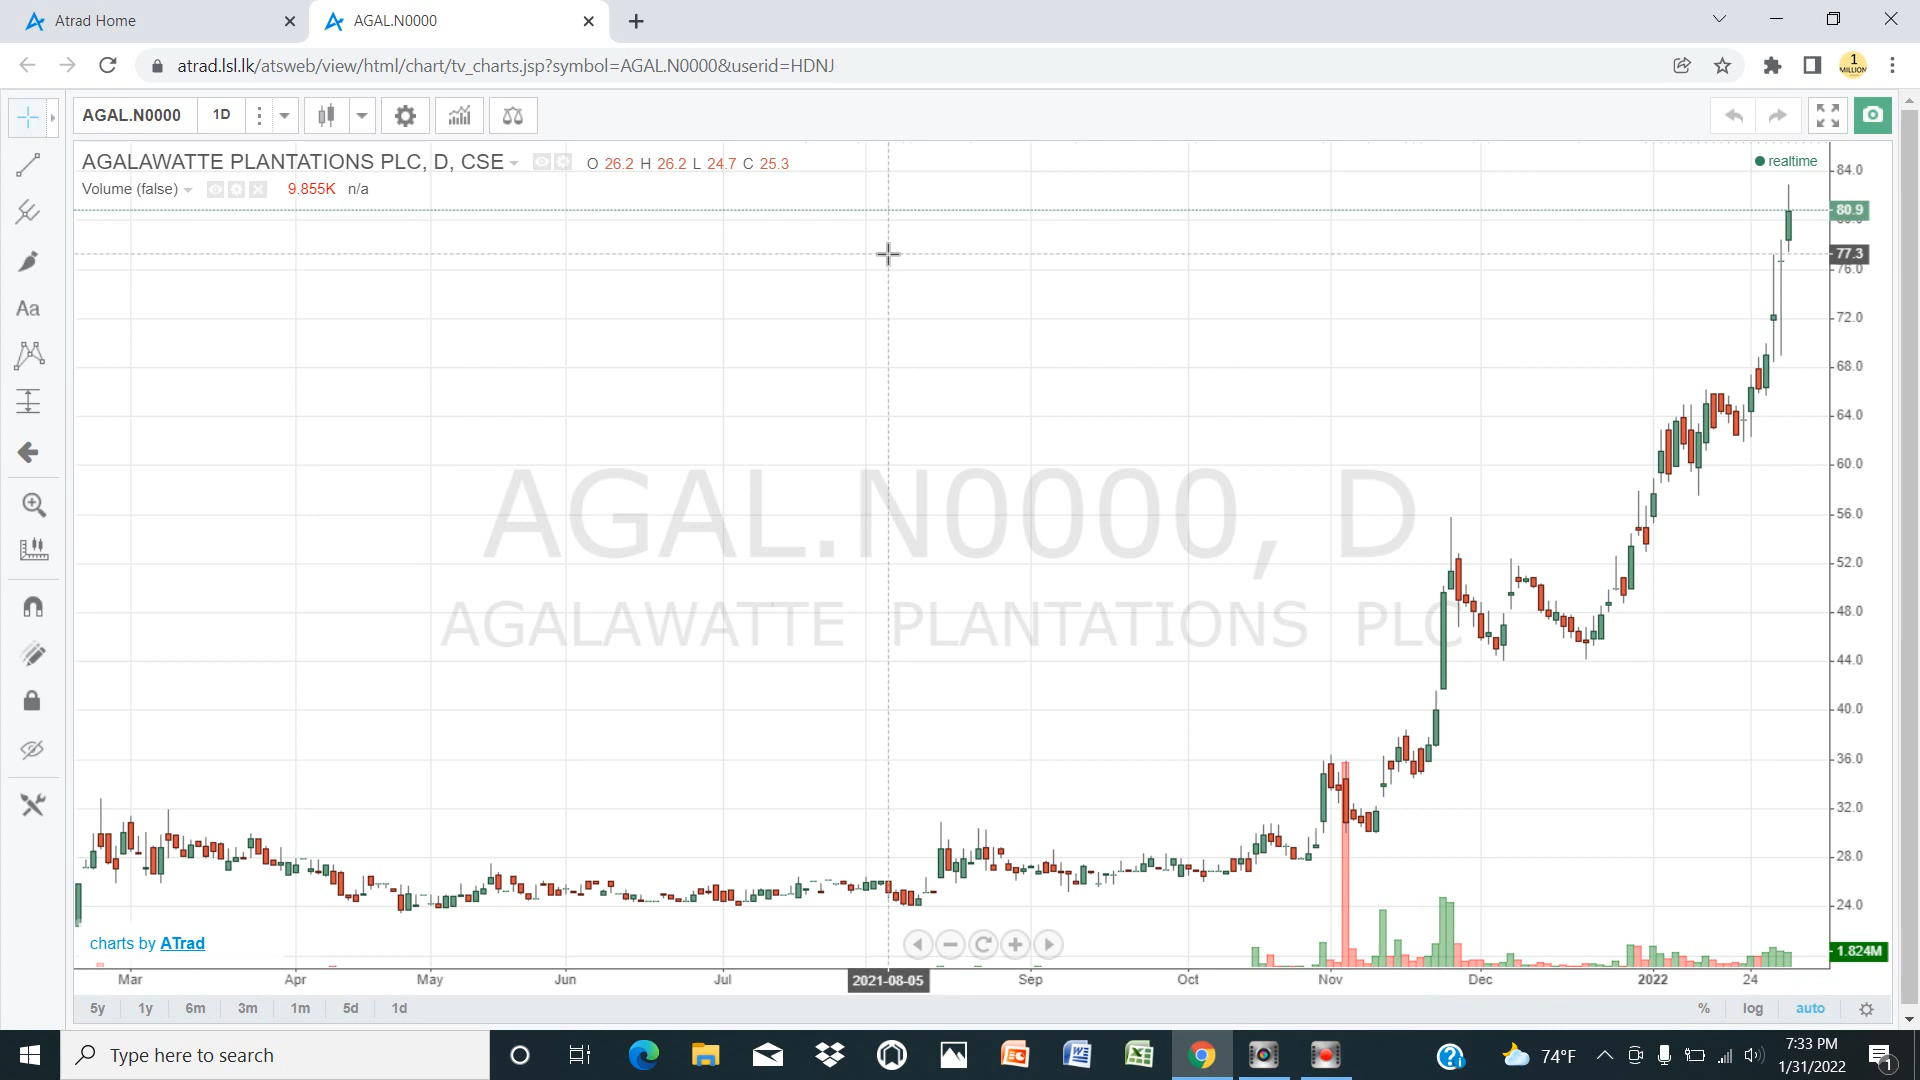 Atrad Home
AGAL.N0000
atrad.lsl.lk/atsweb/view/html/chart/tv_charts.jsp?symbol=AGAL.N0000&userid=HDNJ
1 MILLION
AGAL.N0000 1D
AGALAWATTE PLANTATIONS PLC, D, CSE O 26.2 H 26.2 L 24.7 C 25.3
realtime
Volume (false) 9.855K n/a
Aa
AGAL.N0000, D
AGALAWATTE PLANTATIONS PLC
84.0
80.9
77.3
76.0
72.0
68.0
64.0
60.0
56.0
52.0
48.0
44.0
40.0
36.0
32.0
28.0
24.0
1.824M
charts by ATrad
Mar Apr May Jun Jul 2021-08-05 Sep Oct Nov Dec 2022 24
5y 1y 6m 3m 1m 5d 1d % log auto
Type here to search
74°F
7:33 PM
1/31/2022
1